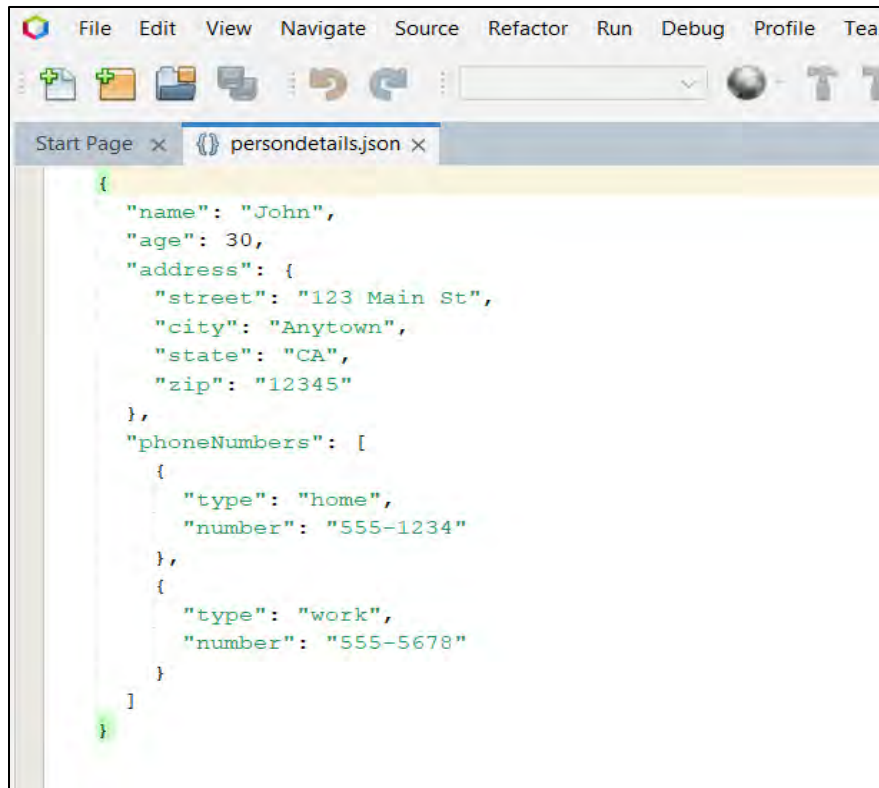 File Edit View Navigate Source Refactor Run Debug Profile Tea
Start Page × {} persondetails.json ×
{
  "name": "John",
  "age": 30,
  "address": {
    "street": "123 Main St",
    "city": "Anytown",
    "state": "CA",
    "zip": "12345"
  },
  "phoneNumbers": [
    {
      "type": "home",
      "number": "555-1234"
    },
    {
      "type": "work",
      "number": "555-5678"
    }
  ]
}